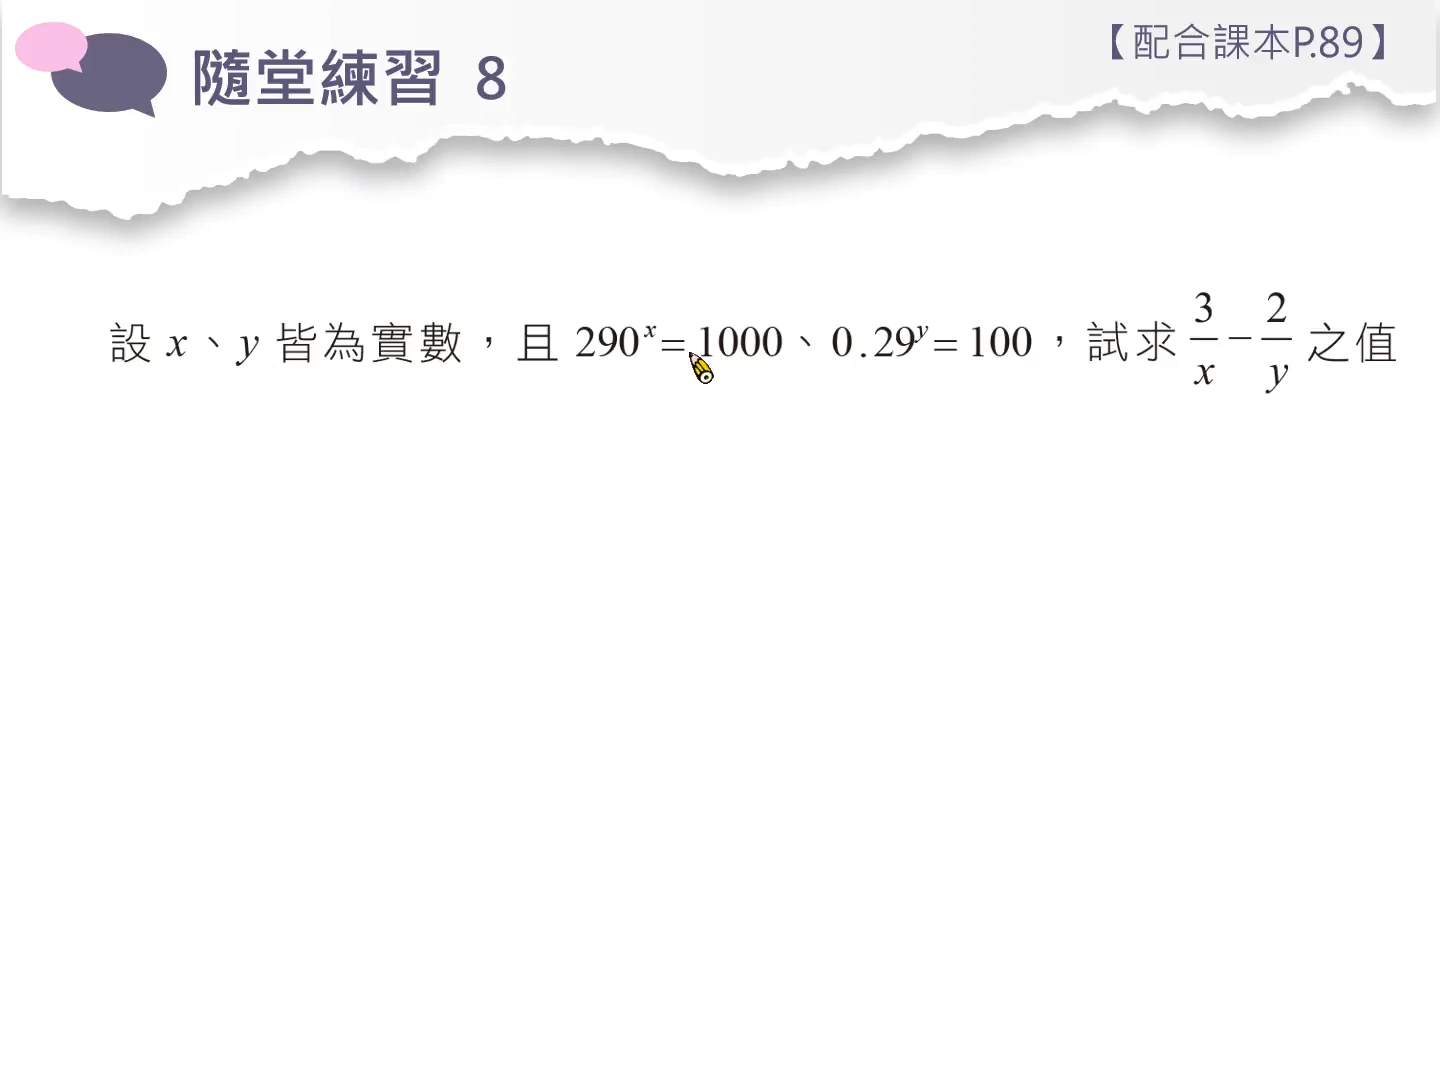 隨堂練習 8
【配合課本P.89】
設 x、y 皆為實數，且 290^x = 1000、0.29^y = 100，試求 3/x − 2/y 之值